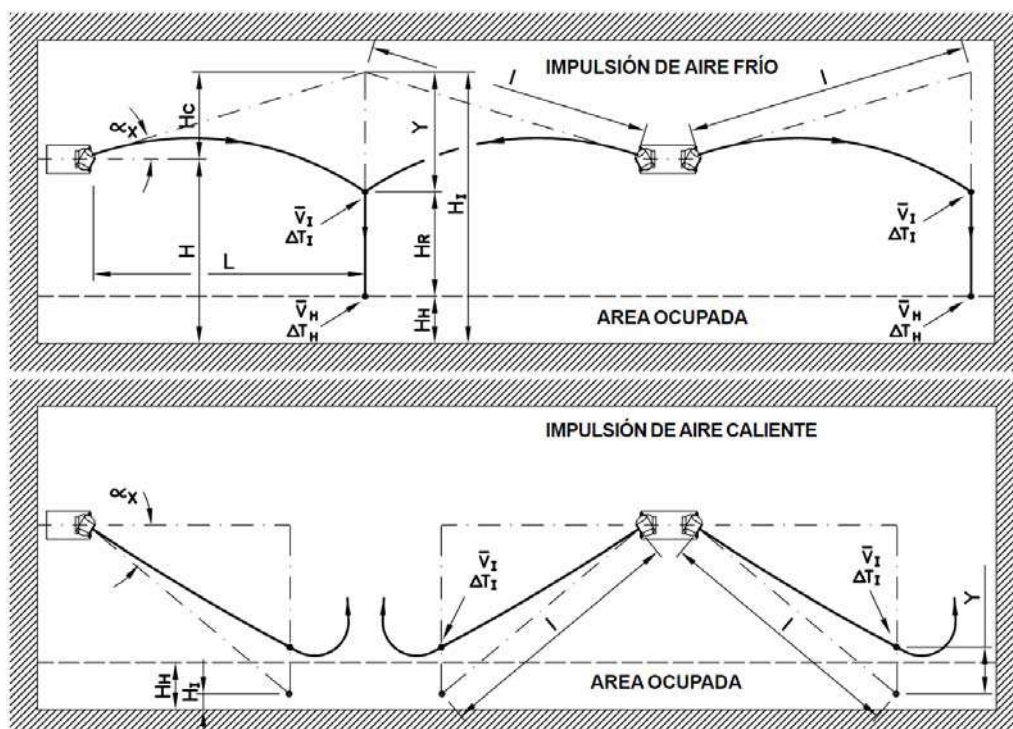 IMPULSIÓN DE AIRE FRÍO
l
l
αx
Hc
Y
HI
H
L
V̄I
ΔTI
HR
V̄I
ΔTI
V̄H
ΔTH
HH
AREA OCUPADA
V̄H
ΔTH
IMPULSIÓN DE AIRE CALIENTE
αx
V̄I
ΔTI
V̄I
ΔTI
l
l
Y
HH
HI
AREA OCUPADA